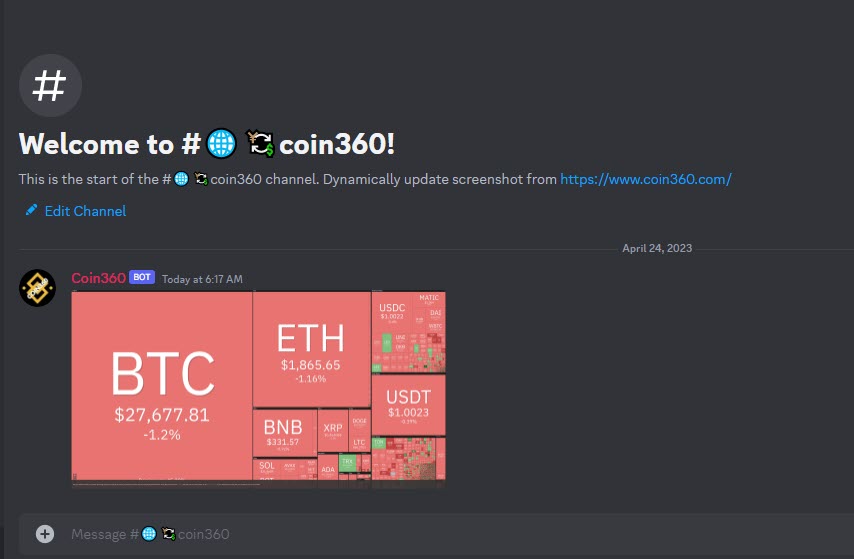 #
Welcome to #🌐💱coin360!
This is the start of the #🌐💱coin360 channel. Dynamically update screenshot from https://www.coin360.com/
Edit Channel
April 24, 2023
Coin360 BOT Today at 6:17 AM
BTC
$27,677.81
-1.2%
ETH
$1,865.65
-1.16%
USDC
$1.0023
MATIC
DAI
USDT
$1.0023
BNB
$331.57
XRP
DOGE
LTC
SOL
ADA
TRX
Message #🌐💱coin360